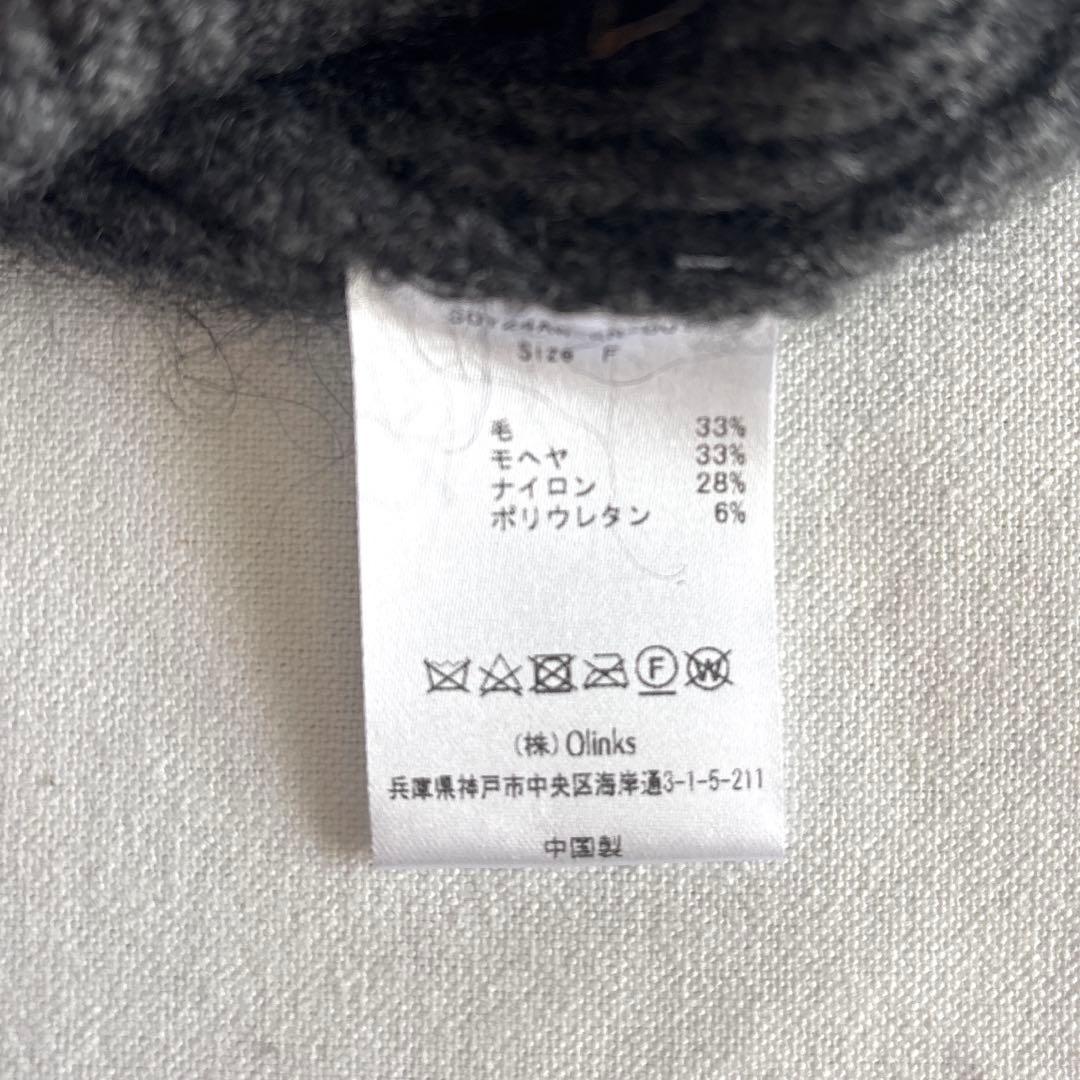 Size F
毛 33%
モヘヤ 33%
ナイロン 28%
ポリウレタン 6%
F W
(株)Olinks
兵庫県神戸市中央区海岸通3-1-5-211
中国製